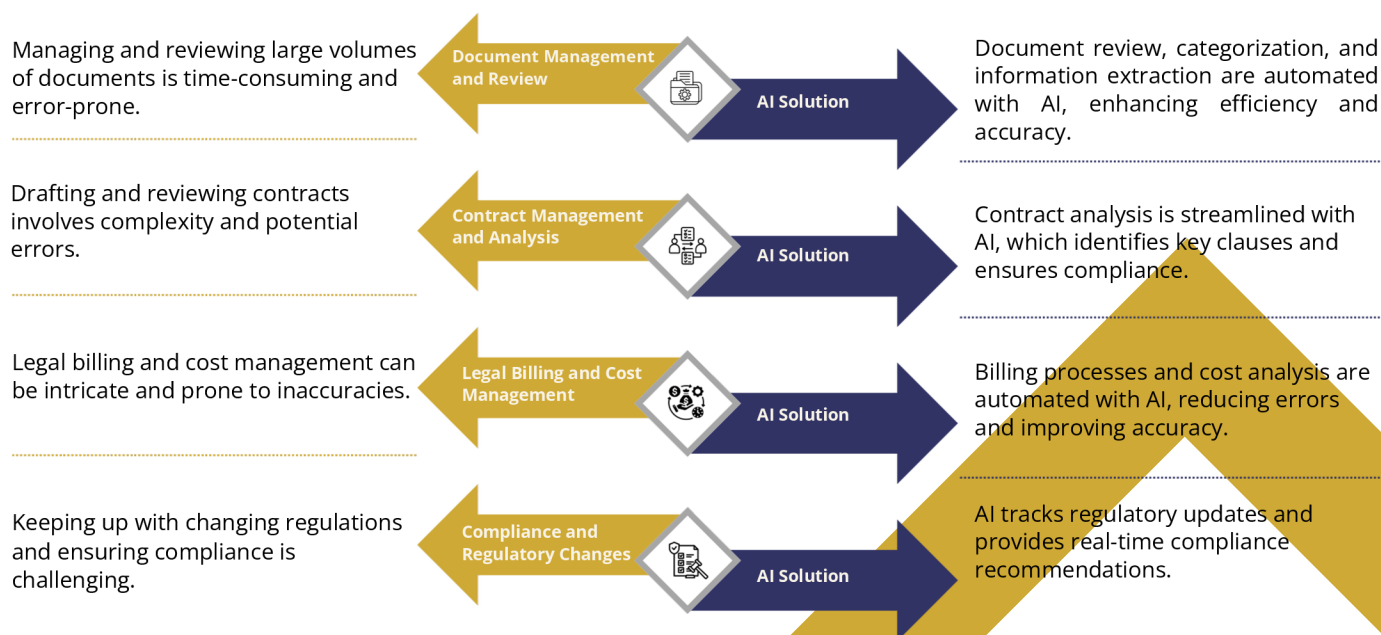 Managing and reviewing large volumes
of documents is time-consuming and
error-prone.
Document Management
and Review
AI Solution
Document review, categorization, and
information extraction are automated
with AI, enhancing efficiency and
accuracy.
Drafting and reviewing contracts
involves complexity and potential
errors.
Contract Management
and Analysis
AI Solution
Contract analysis is streamlined with
AI, which identifies key clauses and
ensures compliance.
Legal billing and cost management can
be intricate and prone to inaccuracies.
Legal Billing and Cost
Management
AI Solution
Billing processes and cost analysis are
automated with AI, reducing errors
and improving accuracy.
Keeping up with changing regulations
and ensuring compliance is
challenging.
Compliance and
Regulatory Changes
AI Solution
AI tracks regulatory updates and
provides real-time compliance
recommendations.